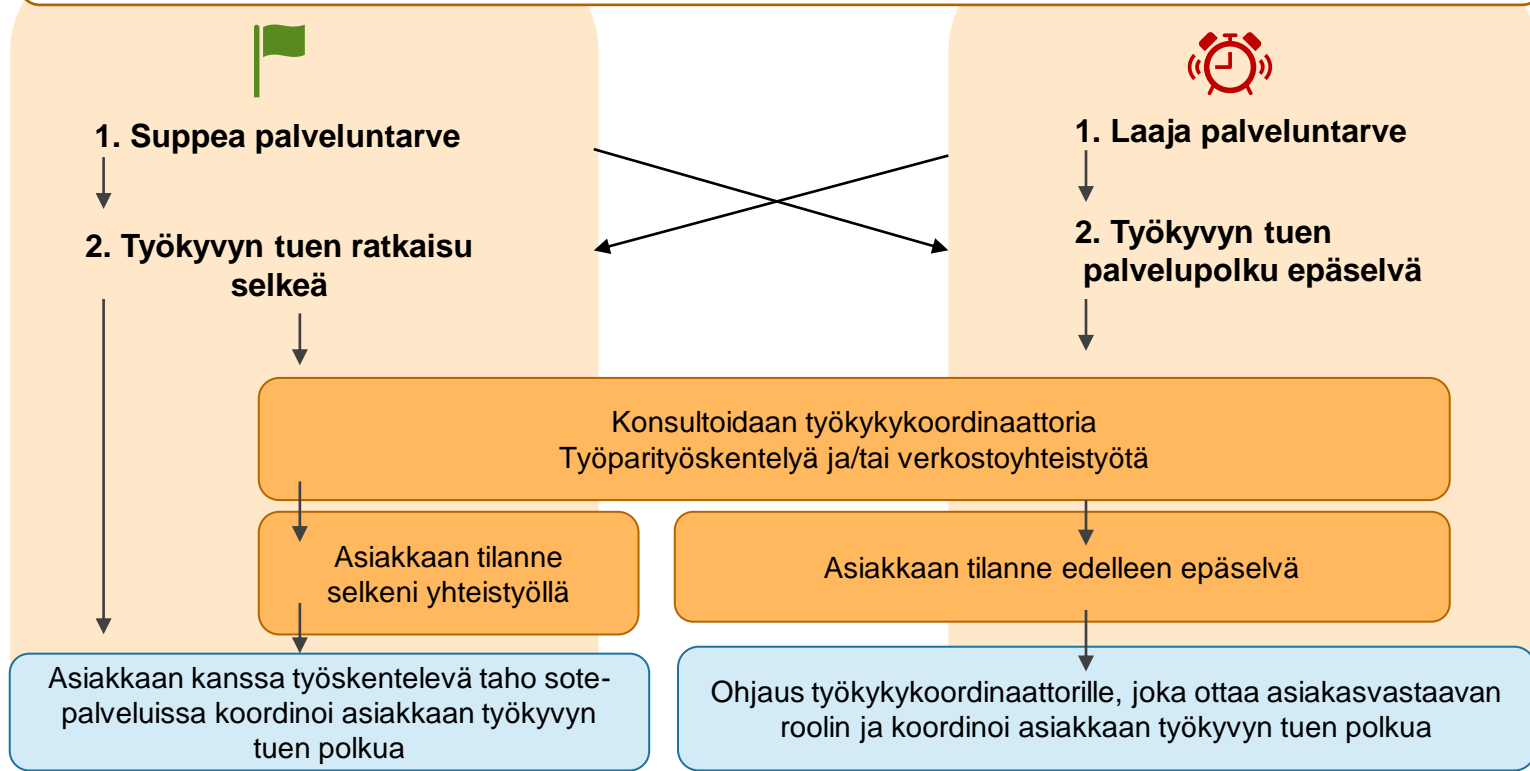 1. Suppea palveluntarve
1. Laaja palveluntarve
2. Työkyvyn tuen ratkaisu
selkeä
2. Työkyvyn tuen
palvelupolku epäselvä
Konsultoidaan työkykykoordinaattoria
Työparityöskentelyä ja/tai verkostoyhteistyötä
Asiakkaan tilanne
selkeni yhteistyöllä
Asiakkaan tilanne edelleen epäselvä
Asiakkaan kanssa työskentelevä taho sote-
palveluissa koordinoi asiakkaan työkyvyn
tuen polkua
Ohjaus työkykykoordinaattorille, joka ottaa asiakasvastaavan
roolin ja koordinoi asiakkaan työkyvyn tuen polkua